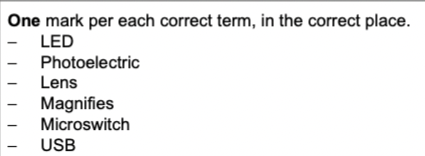 One mark per each correct term, in the correct place.
– LED
– Photoelectric
– Lens
– Magnifies
– Microswitch
– USB